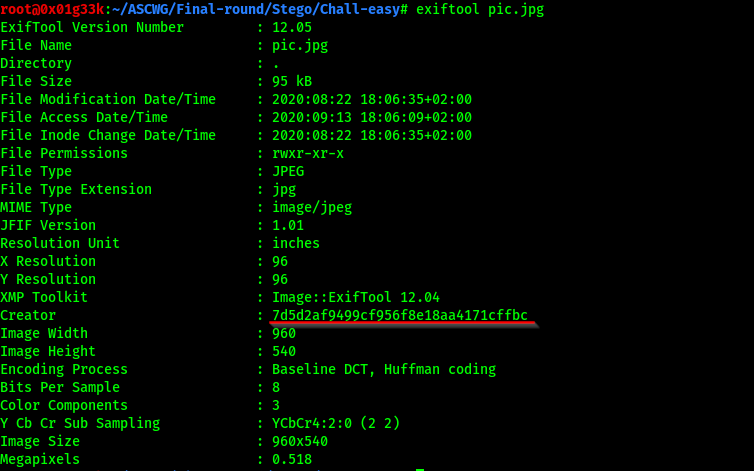 root@0x01g33k:~/ASCWG/Final-round/Stego/Chall-easy# exiftool pic.jpg
ExifTool Version Number         : 12.05
File Name                       : pic.jpg
Directory                       : .
File Size                       : 95 kB
File Modification Date/Time     : 2020:08:22 18:06:35+02:00
File Access Date/Time           : 2020:09:13 18:06:09+02:00
File Inode Change Date/Time     : 2020:08:22 18:06:35+02:00
File Permissions                : rwxr-xr-x
File Type                       : JPEG
File Type Extension             : jpg
MIME Type                       : image/jpeg
JFIF Version                    : 1.01
Resolution Unit                 : inches
X Resolution                    : 96
Y Resolution                    : 96
XMP Toolkit                     : Image::ExifTool 12.04
Creator                         : 7d5d2af9499cf956f8e18aa4171cffbc
Image Width                     : 960
Image Height                    : 540
Encoding Process                : Baseline DCT, Huffman coding
Bits Per Sample                 : 8
Color Components                : 3
Y Cb Cr Sub Sampling            : YCbCr4:2:0 (2 2)
Image Size                      : 960x540
Megapixels                      : 0.518